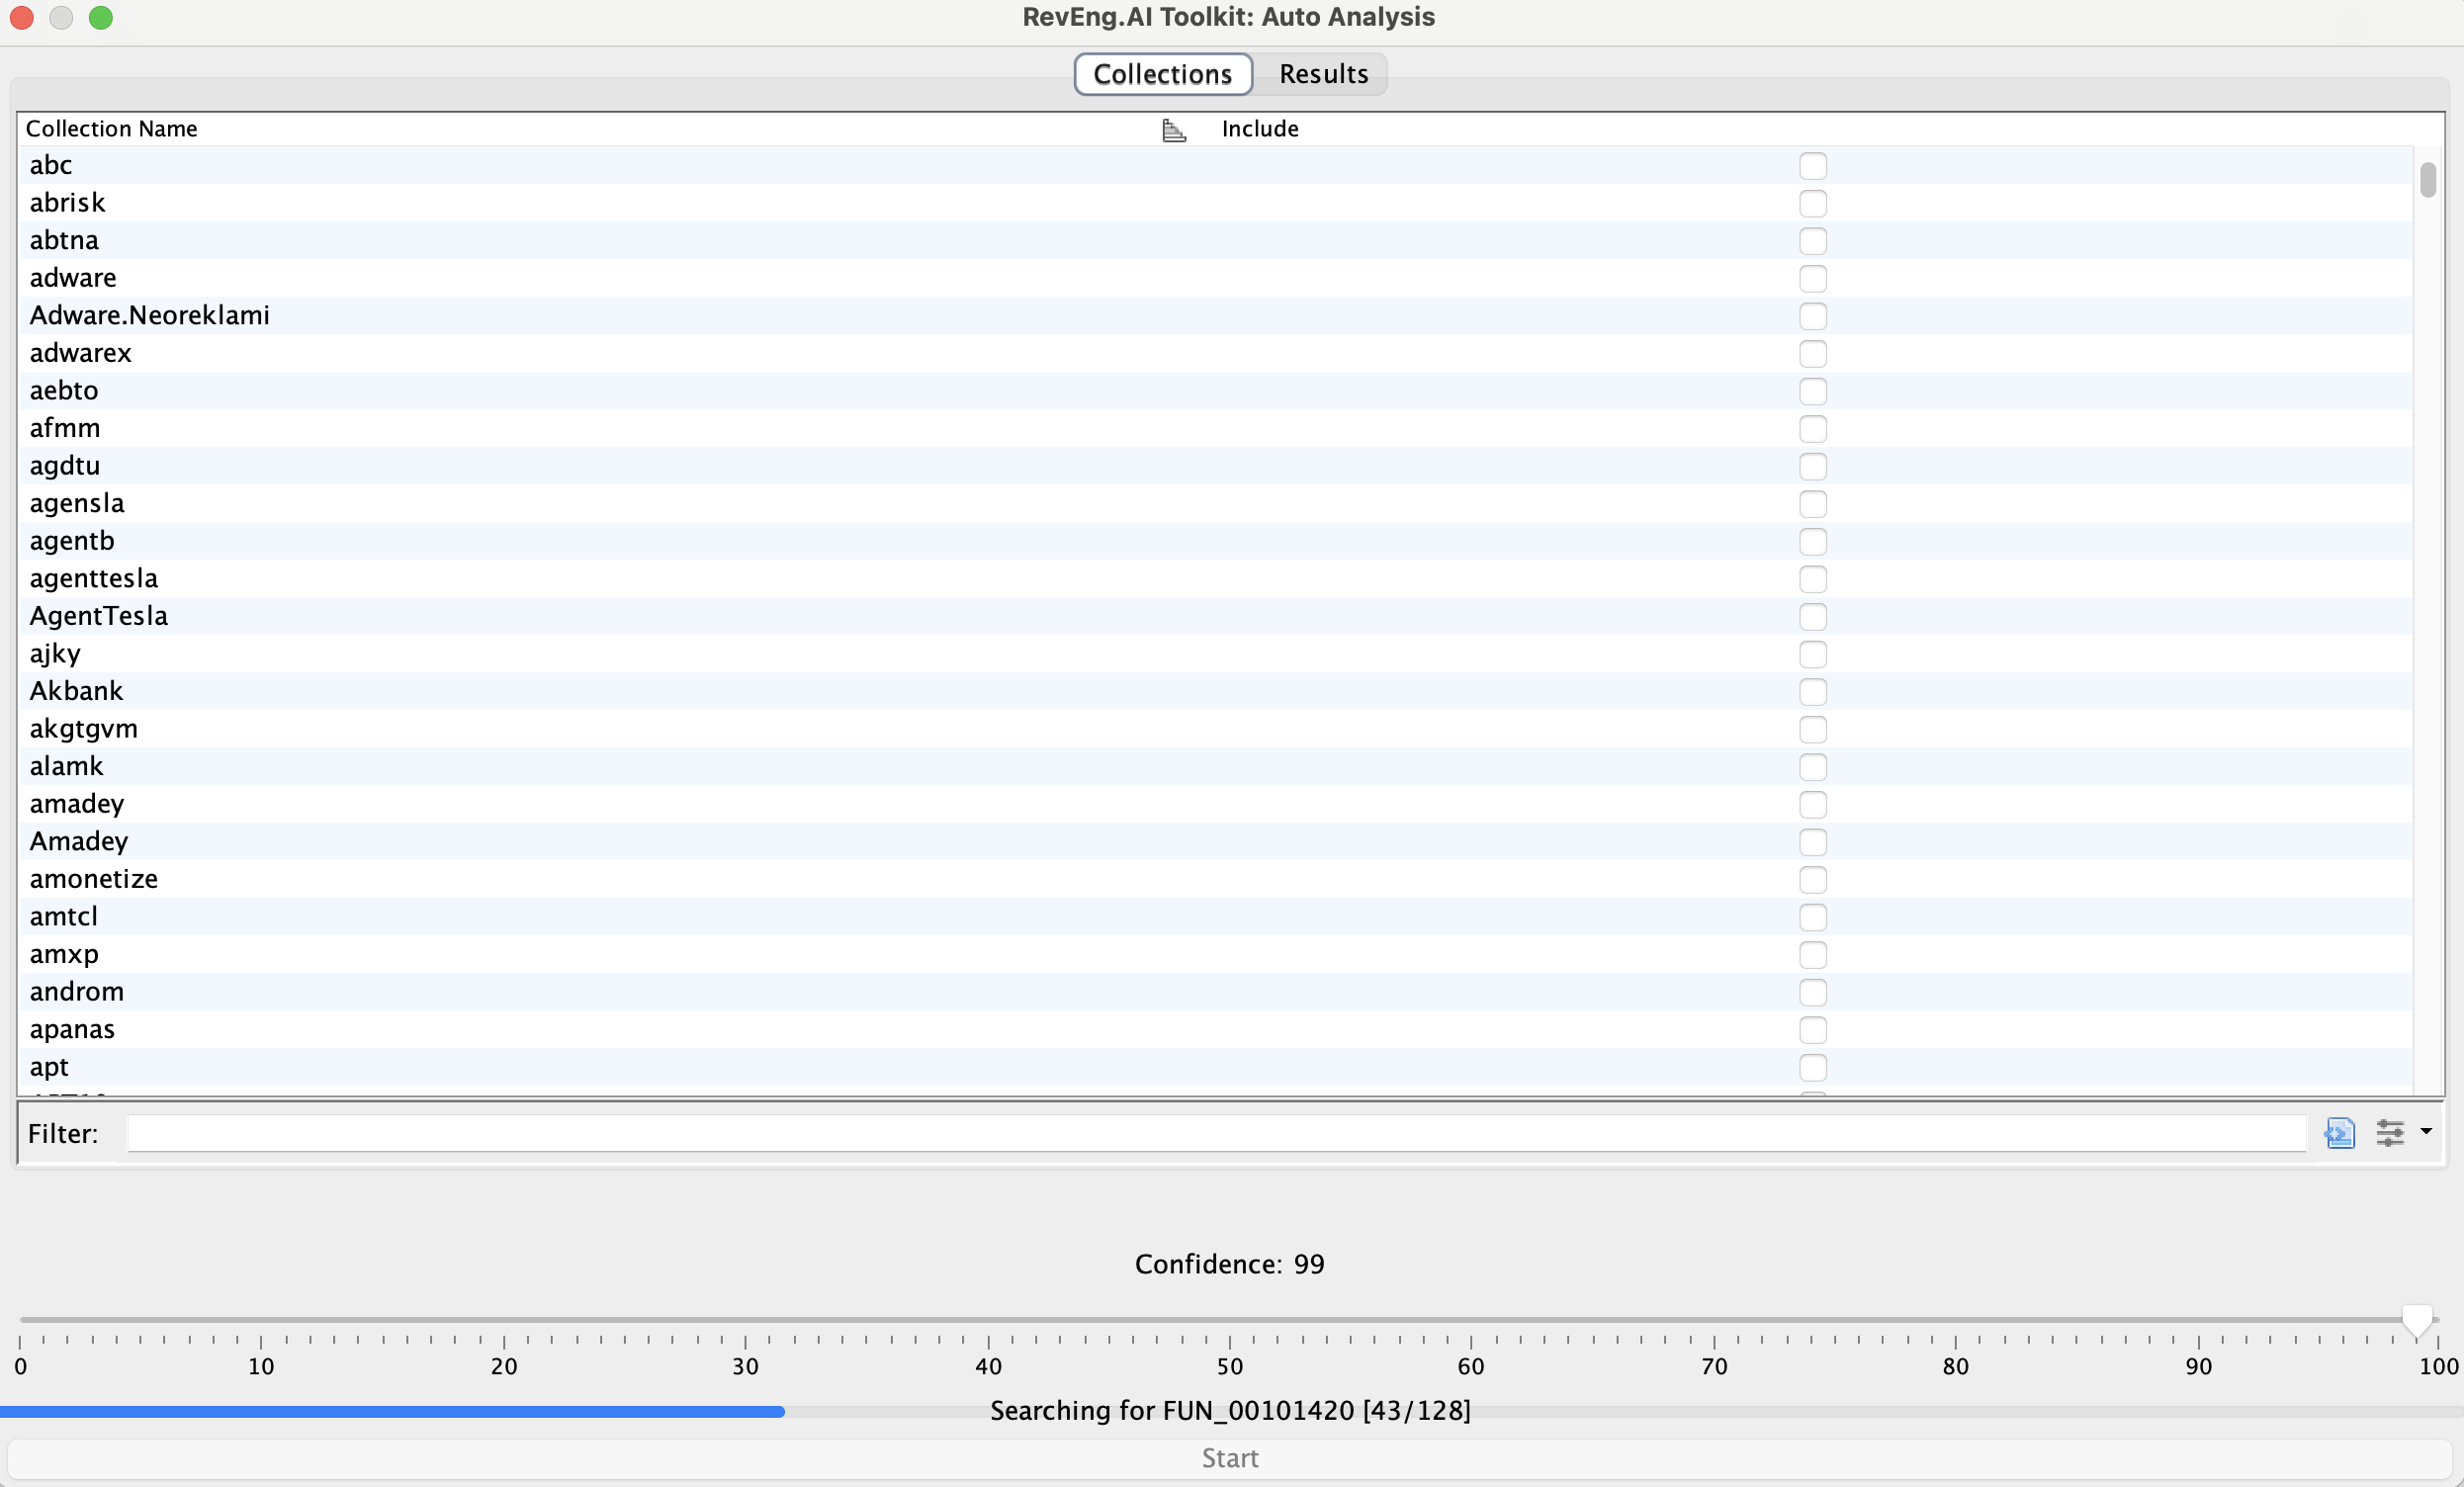 RevEng.AI Toolkit: Auto Analysis
Collections Results
Collection Name Include
abc
abrisk
abtna
adware
Adware.Neoreklami
adwarex
aebto
afmm
agdtu
agensla
agentb
agenttesla
AgentTesla
ajky
Akbank
akgtgvm
alamk
amadey
Amadey
amonetize
amtcl
amxp
androm
apanas
apt
Filter:
Confidence: 99
0 10 20 30 40 50 60 70 80 90 100
Searching for FUN_00101420 [43/128]
Start